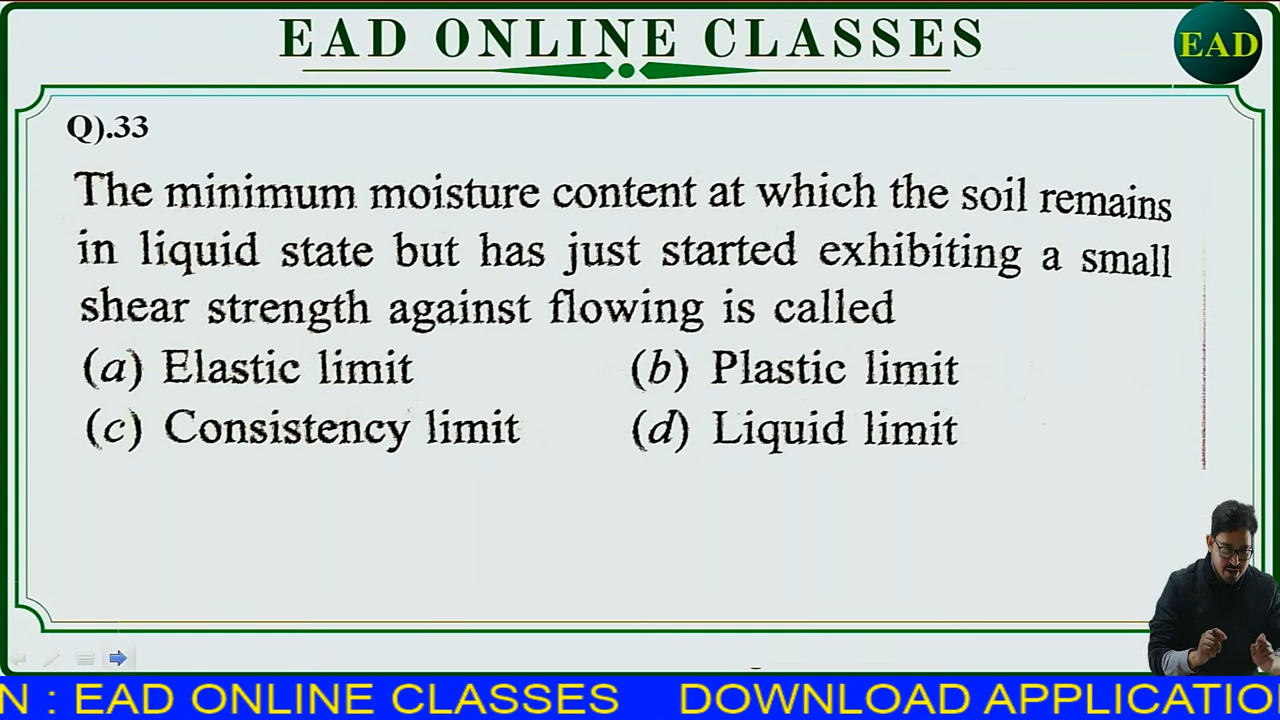 EAD ONLINE CLASSES
EAD
Q).33
The minimum moisture content at which the soil remains
in liquid state but has just started exhibiting a small
shear strength against flowing is called
(a) Elastic limit (b) Plastic limit
(c) Consistency limit (d) Liquid limit
N : EAD ONLINE CLASSES DOWNLOAD APPLICATIO